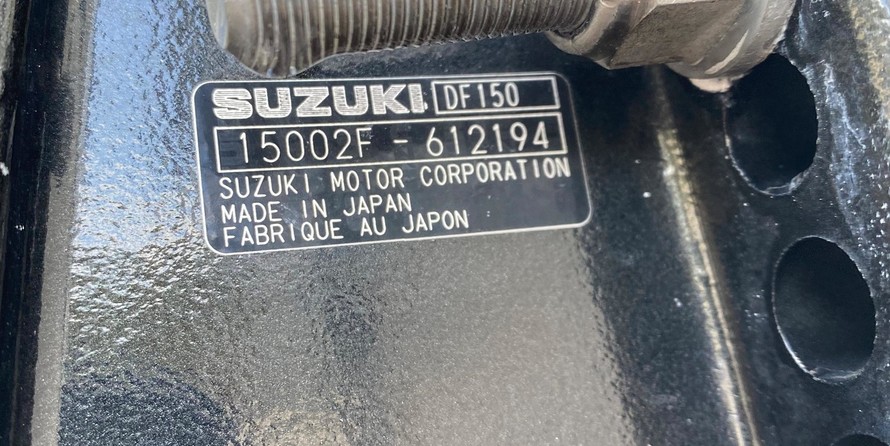 SUZUKI DF150
15002F - 612194
SUZUKI MOTOR CORPORATION
MADE IN JAPAN
FABRIQUE AU JAPON